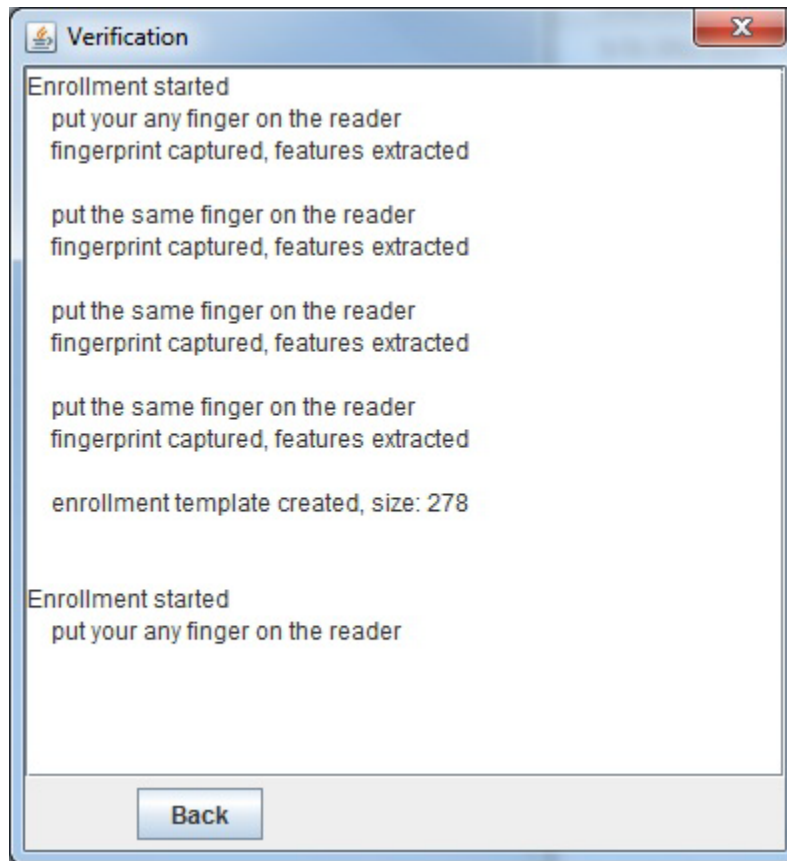 Verification
Enrollment started
put your any finger on the reader
fingerprint captured, features extracted
put the same finger on the reader
fingerprint captured, features extracted
put the same finger on the reader
fingerprint captured, features extracted
put the same finger on the reader
fingerprint captured, features extracted
enrollment template created, size: 278
Enrollment started
put your any finger on the reader
Back